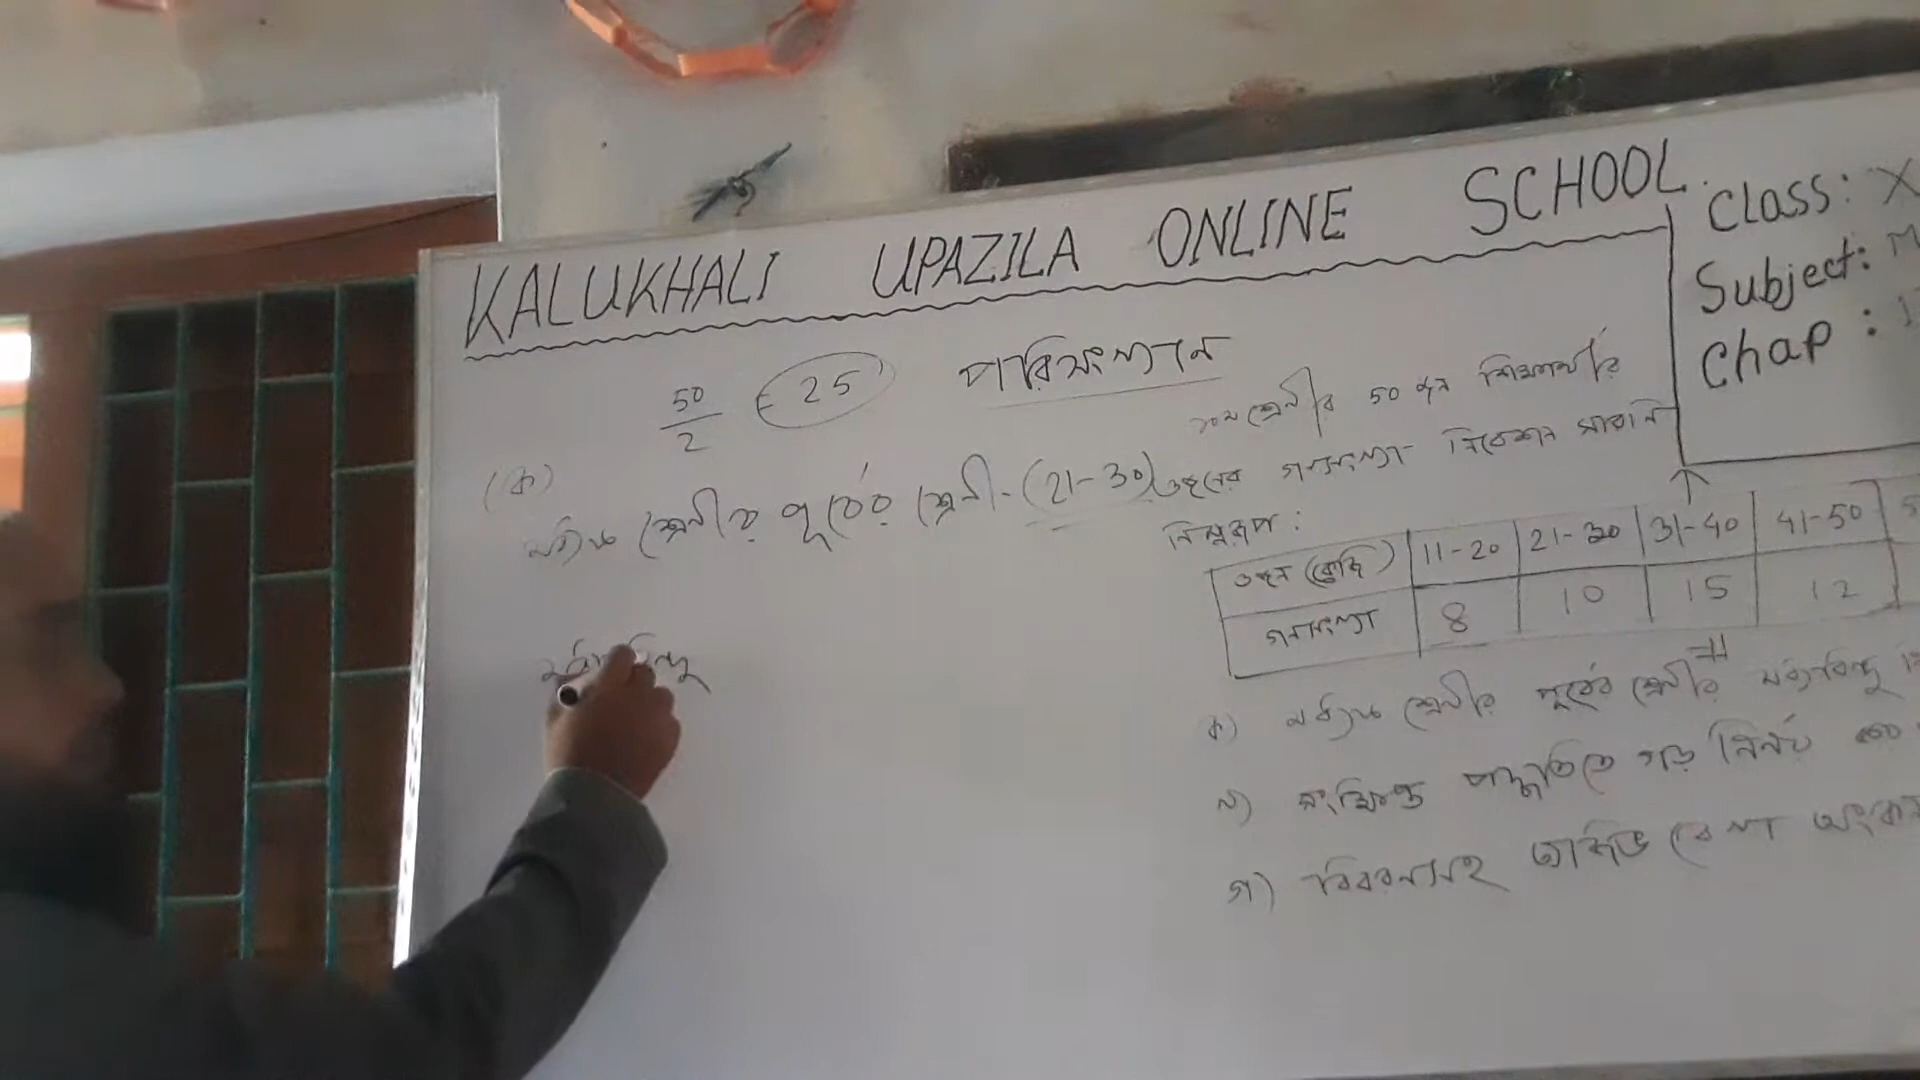 KALUKHALI UPAZILA ONLINE SCHOOL
Class: X
Subject: M
Chap : 1
50/2 = 25
পরিসংখ্যান
(ক)
মধ্যক শ্রেণীর পূর্বের শ্রেণী - (21-30)
মধ্যবিন্দু
১০ম শ্রেণীর 50 জন শিক্ষার্থীর
ওজনের গণসংখ্যা নিবেশন সারণি
নিম্নরূপ:
ওজন (কেজি) 11-20 21-30 31-40 41-50 5
গণসংখ্যা 8 10 15 12
ক) মধ্যক শ্রেণীর পূর্বের শ্রেণীর মধ্যবিন্দু
খ) সংক্ষিপ্ত পদ্ধতিতে গড় নির্ণয়
গ) বিবরণসহ অজিভ রেখা অংকন